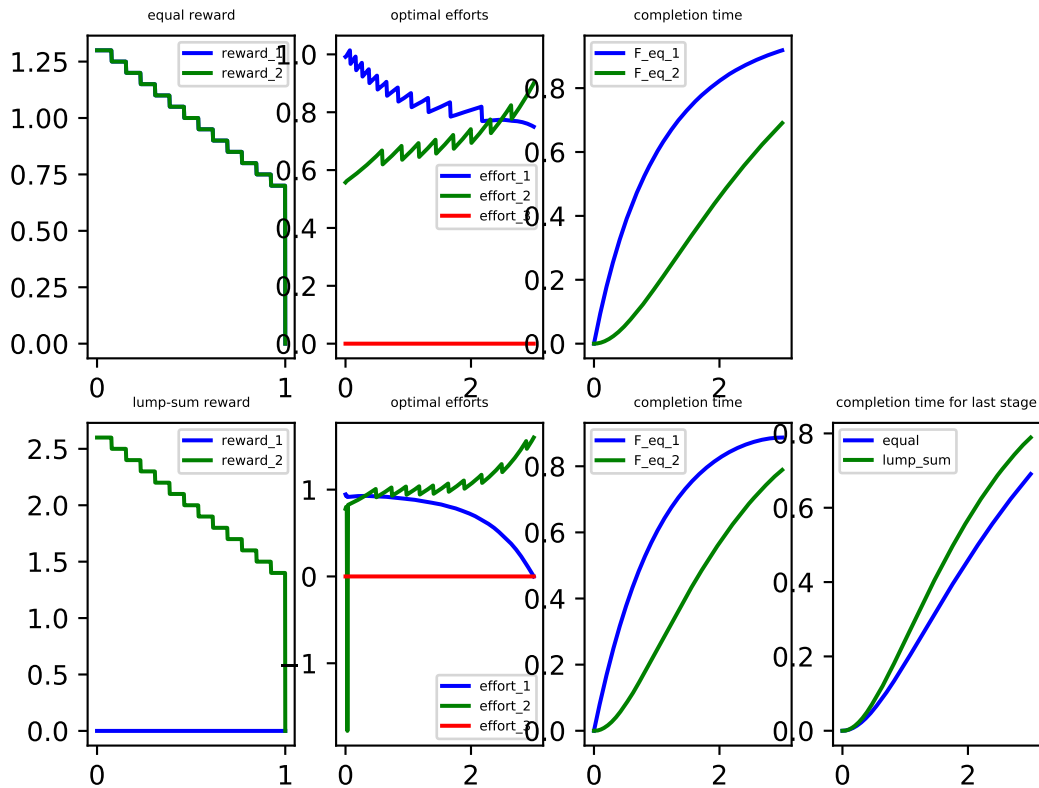 equal reward
1.25
1.00
0.75
0.50
0.25
0.00
0
1
reward_1
reward_2
optimal efforts
1.0
0.8
0.6
0.4
0.2
0.0
0
2
effort_1
effort_2
effort_3
completion time
0.8
0.6
0.4
0.2
0.0
0
2
F_eq_1
F_eq_2
lump-sum reward
2.5
2.0
1.5
1.0
0.5
0.0
0
1
reward_1
reward_2
optimal efforts
1
0
−1
0
2
effort_1
effort_2
effort_3
completion time
0.8
0.6
0.4
0.2
0.0
0
2
F_eq_1
F_eq_2
completion time for last stage
0.8
0.6
0.4
0.2
0.0
0
2
equal
lump_sum